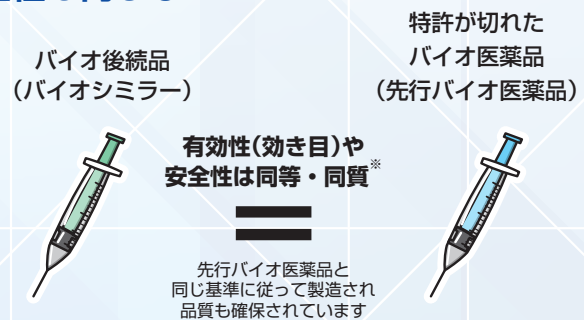 バイオ後続品
（バイオシミラー）
特許が切れた
バイオ医薬品
（先行バイオ医薬品）
有効性（効き目）や
安全性は同等・同質※
先行バイオ医薬品と
同じ基準に従って製造され
品質も確保されています